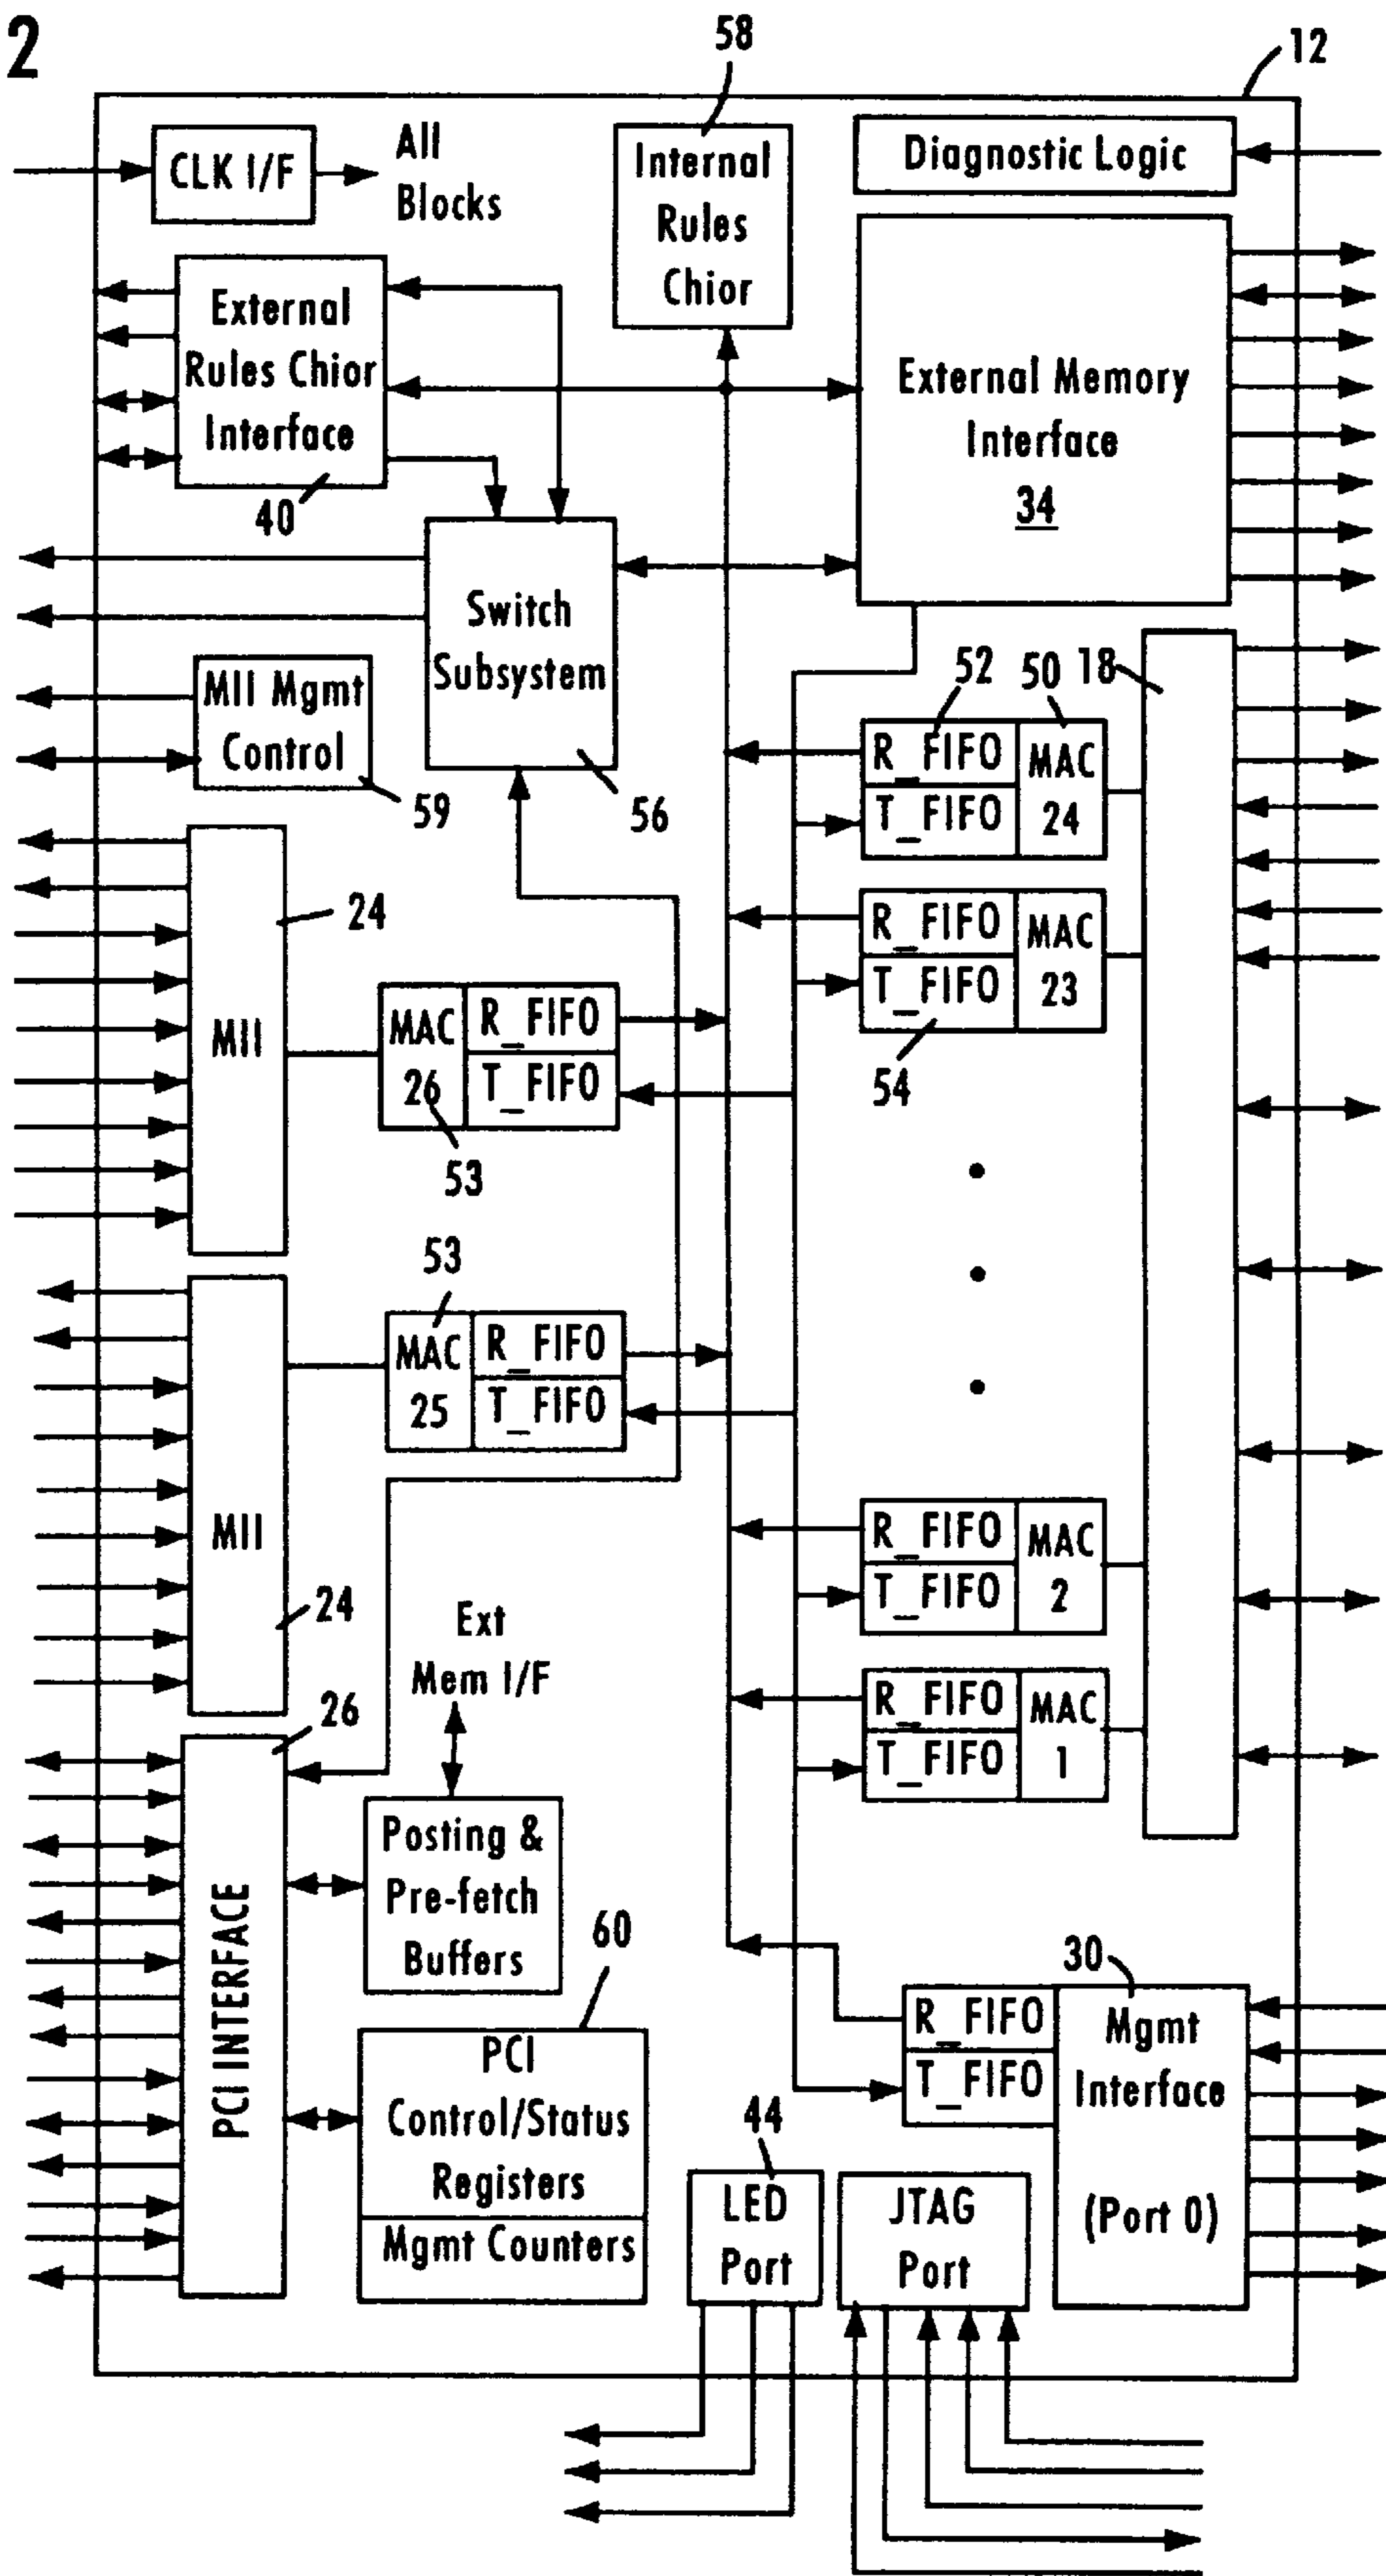 2
58
12
CLK I/F
All
Blocks
Internal
Rules
Chior
Diagnostic Logic
External
Rules Chior
Interface
40
External Memory
Interface
34
Switch
Subsystem
56
MII Mgmt
Control
59
52
50
18
R_FIFO
T_FIFO
MAC
24
R_FIFO
T_FIFO
MAC
23
54
24
MII
MAC
26
R_FIFO
T_FIFO
53
53
MAC
25
R_FIFO
T_FIFO
MII
24
R_FIFO
T_FIFO
MAC
2
R_FIFO
T_FIFO
MAC
1
Ext
Mem I/F
26
PCI INTERFACE
Posting &
Pre-fetch
Buffers
60
PCI
Control/Status
Registers
Mgmt Counters
30
R_FIFO
T_FIFO
Mgmt
Interface
(Port 0)
44
LED
Port
JTAG
Port